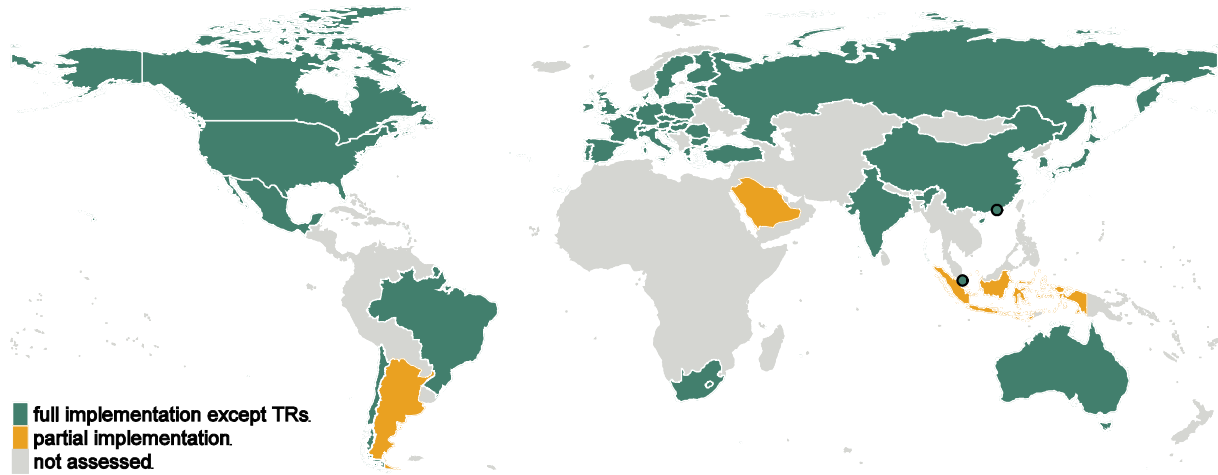 full implementation except TRs.
partial implementation.
not assessed.